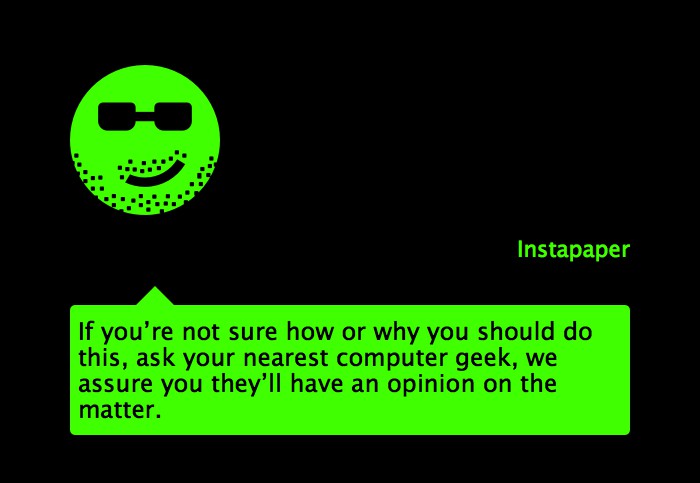 Instapaper
If you’re not sure how or why you should do
this, ask your nearest computer geek, we
assure you they’ll have an opinion on the
matter.